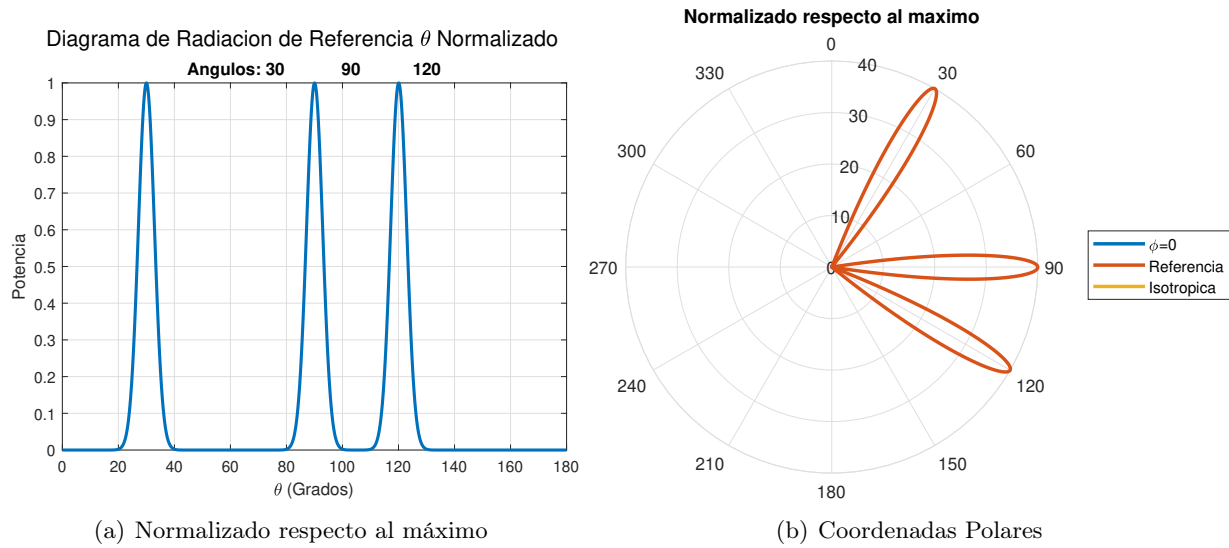 Diagrama de Radiacion de Referencia θ Normalizado
Angulos: 30 90 120
1
0.9
0.8
0.7
0.6
0.5
0.4
0.3
0.2
0.1
0
Potencia
0 20 40 60 80 100 120 140 160 180
θ (Grados)
(a) Normalizado respecto al máximo
Normalizado respecto al maximo
0
330 40 30
30
300 20 60
10
270 0 90
240 120
210 150
180
ϕ=0
Referencia
Isotropica
(b) Coordenadas Polares